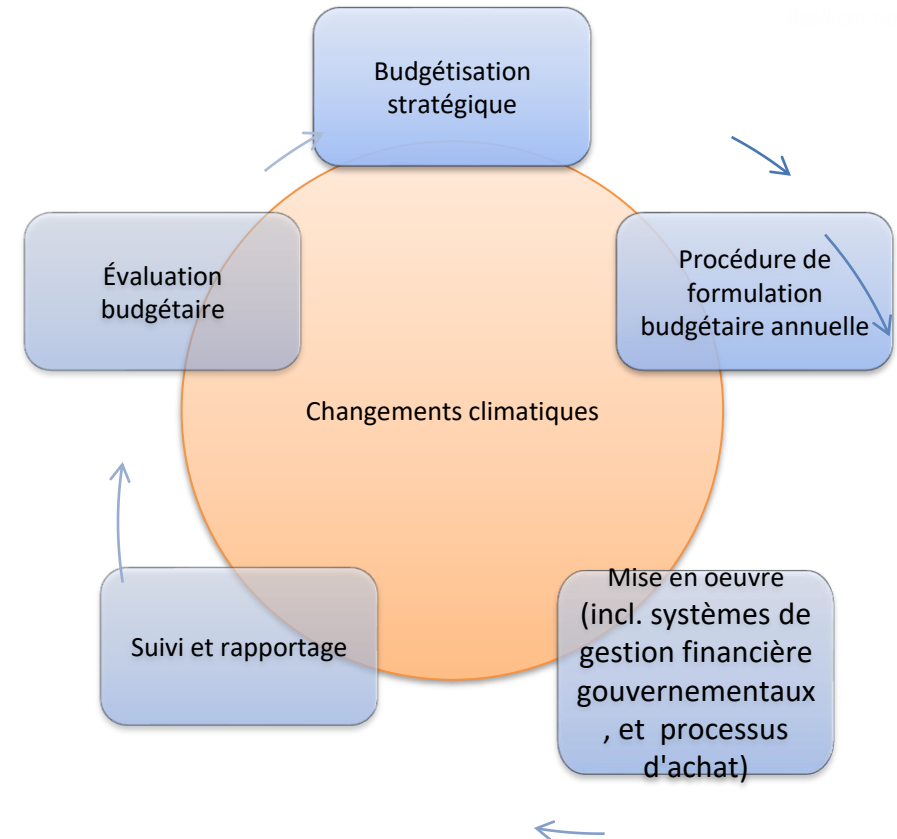 Budgétisation
stratégique
Procédure de
formulation
budgétaire annuelle
Mise en oeuvre
(incl. systèmes de
gestion financière
gouvernementaux
, et processus
d'achat)
Suivi et rapportage
Évaluation
budgétaire
Changements climatiques